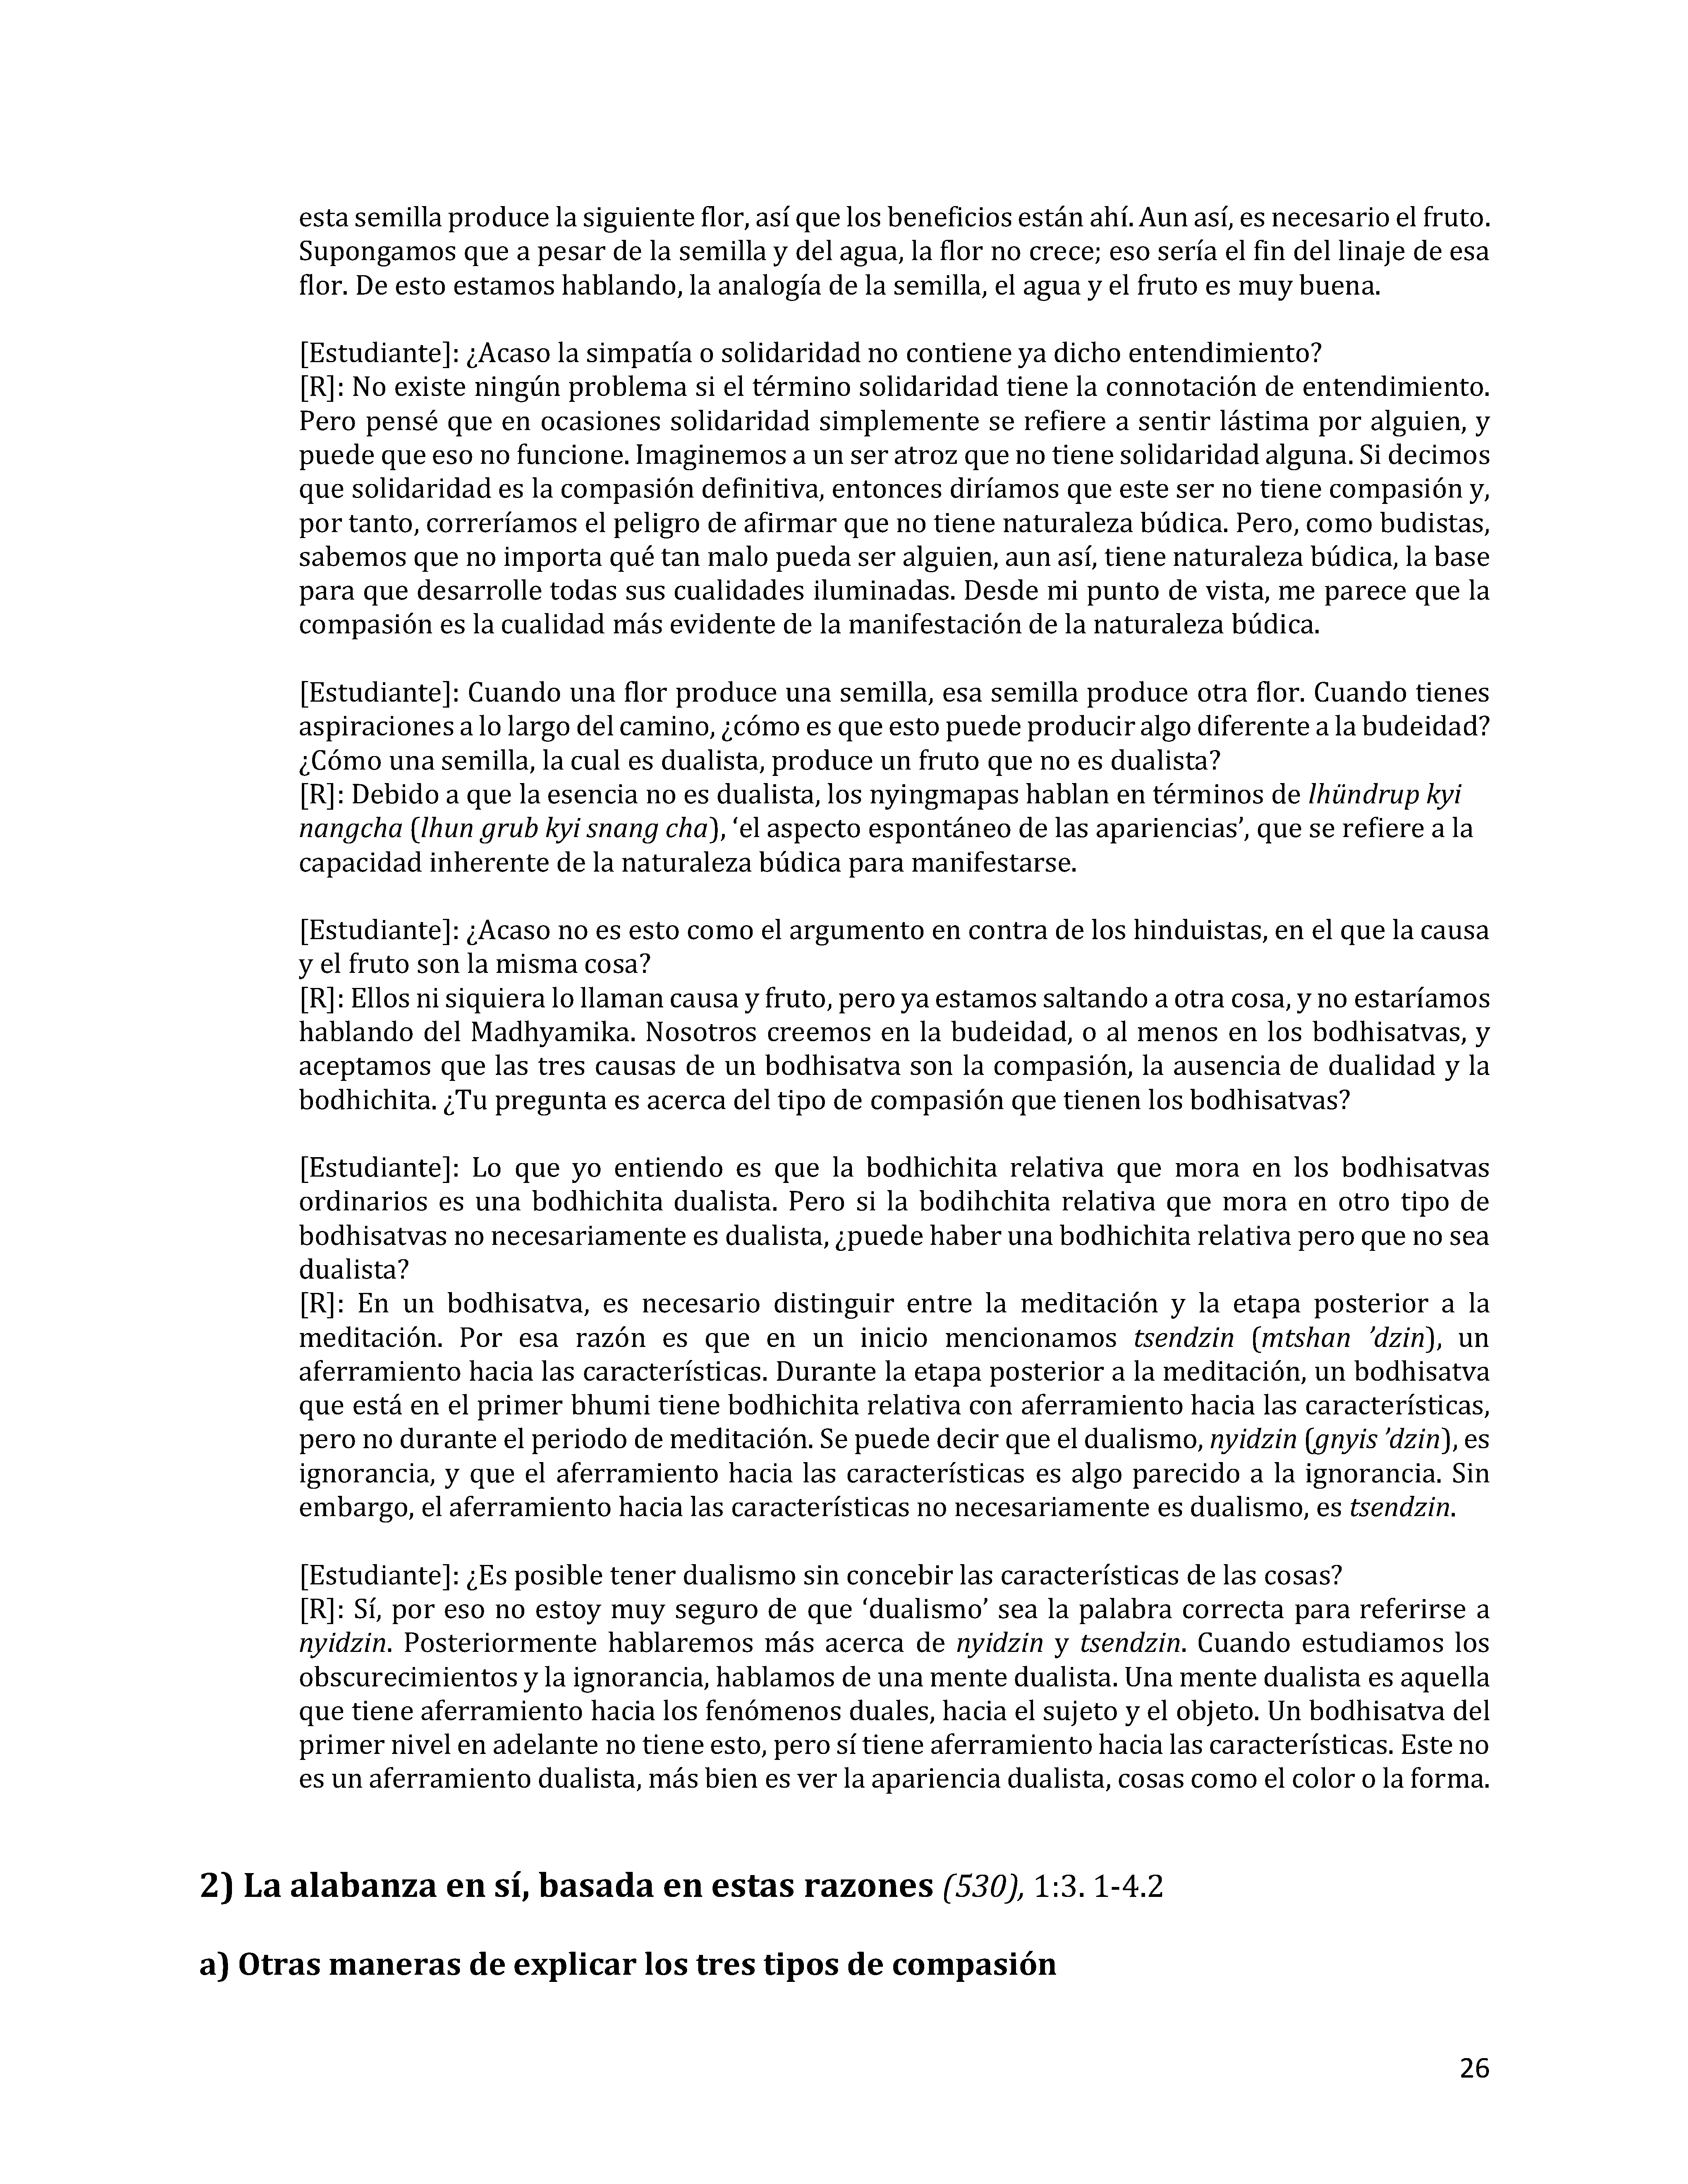 esta semilla produce la siguiente flor, así que los beneficios están ahí. Aun así, es necesario el fruto.
Supongamos que a pesar de la semilla y del agua, la flor no crece; eso sería el fin del linaje de esa
flor. De esto estamos hablando, la analogía de la semilla, el agua y el fruto es muy buena.
[Estudiante]: ¿Acaso la simpatía o solidaridad no contiene ya dicho entendimiento?
[R]: No existe ningún problema si el término solidaridad tiene la connotación de entendimiento.
Pero pensé que en ocasiones solidaridad simplemente se refiere a sentir lástima por alguien, y
puede que eso no funcione. Imaginemos a un ser atroz que no tiene solidaridad alguna. Si decimos
que solidaridad es la compasión definitiva, entonces diríamos que este ser no tiene compasión y,
por tanto, correríamos el peligro de afirmar que no tiene naturaleza búdica. Pero, como budistas,
sabemos que no importa qué tan malo pueda ser alguien, aun así, tiene naturaleza búdica, la base
para que desarrolle todas sus cualidades iluminadas. Desde mi punto de vista, me parece que la
compasión es la cualidad más evidente de la manifestación de la naturaleza búdica.
[Estudiante]: Cuando una flor produce una semilla, esa semilla produce otra flor. Cuando tienes
aspiraciones a lo largo del camino, ¿cómo es que esto puede producir algo diferente a la budeidad?
¿Cómo una semilla, la cual es dualista, produce un fruto que no es dualista?
[R]: Debido a que la esencia no es dualista, los nyingmapas hablan en términos de lhündrup kyi
nangcha (lhun grub kyi snang cha), ‘el aspecto espontáneo de las apariencias’, que se refiere a la
capacidad inherente de la naturaleza búdica para manifestarse.
[Estudiante]: ¿Acaso no es esto como el argumento en contra de los hinduistas, en el que la causa
y el fruto son la misma cosa?
[R]: Ellos ni siquiera lo llaman causa y fruto, pero ya estamos saltando a otra cosa, y no estaríamos
hablando del Madhyamika. Nosotros creemos en la budeidad, o al menos en los bodhisatvas, y
aceptamos que las tres causas de un bodhisatva son la compasión, la ausencia de dualidad y la
bodhichita. ¿Tu pregunta es acerca del tipo de compasión que tienen los bodhisatvas?
[Estudiante]: Lo que yo entiendo es que la bodhichita relativa que mora en los bodhisatvas
ordinarios es una bodhichita dualista. Pero si la bodihchita relativa que mora en otro tipo de
bodhisatvas no necesariamente es dualista, ¿puede haber una bodhichita relativa pero que no sea
dualista?
[R]: En un bodhisatva, es necesario distinguir entre la meditación y la etapa posterior a la
meditación. Por esa razón es que en un inicio mencionamos tsendzin (mtshan ’dzin), un
aferramiento hacia las características. Durante la etapa posterior a la meditación, un bodhisatva
que está en el primer bhumi tiene bodhichita relativa con aferramiento hacia las características,
pero no durante el periodo de meditación. Se puede decir que el dualismo, nyidzin (gnyis ’dzin), es
ignorancia, y que el aferramiento hacia las características es algo parecido a la ignorancia. Sin
embargo, el aferramiento hacia las características no necesariamente es dualismo, es tsendzin.
[Estudiante]: ¿Es posible tener dualismo sin concebir las características de las cosas?
[R]: Sí, por eso no estoy muy seguro de que ‘dualismo’ sea la palabra correcta para referirse a
nyidzin. Posteriormente hablaremos más acerca de nyidzin y tsendzin. Cuando estudiamos los
obscurecimientos y la ignorancia, hablamos de una mente dualista. Una mente dualista es aquella
que tiene aferramiento hacia los fenómenos duales, hacia el sujeto y el objeto. Un bodhisatva del
primer nivel en adelante no tiene esto, pero sí tiene aferramiento hacia las características. Este no
es un aferramiento dualista, más bien es ver la apariencia dualista, cosas como el color o la forma.
2) La alabanza en sí, basada en estas razones (530), 1:3. 1-4.2
a) Otras maneras de explicar los tres tipos de compasión
26